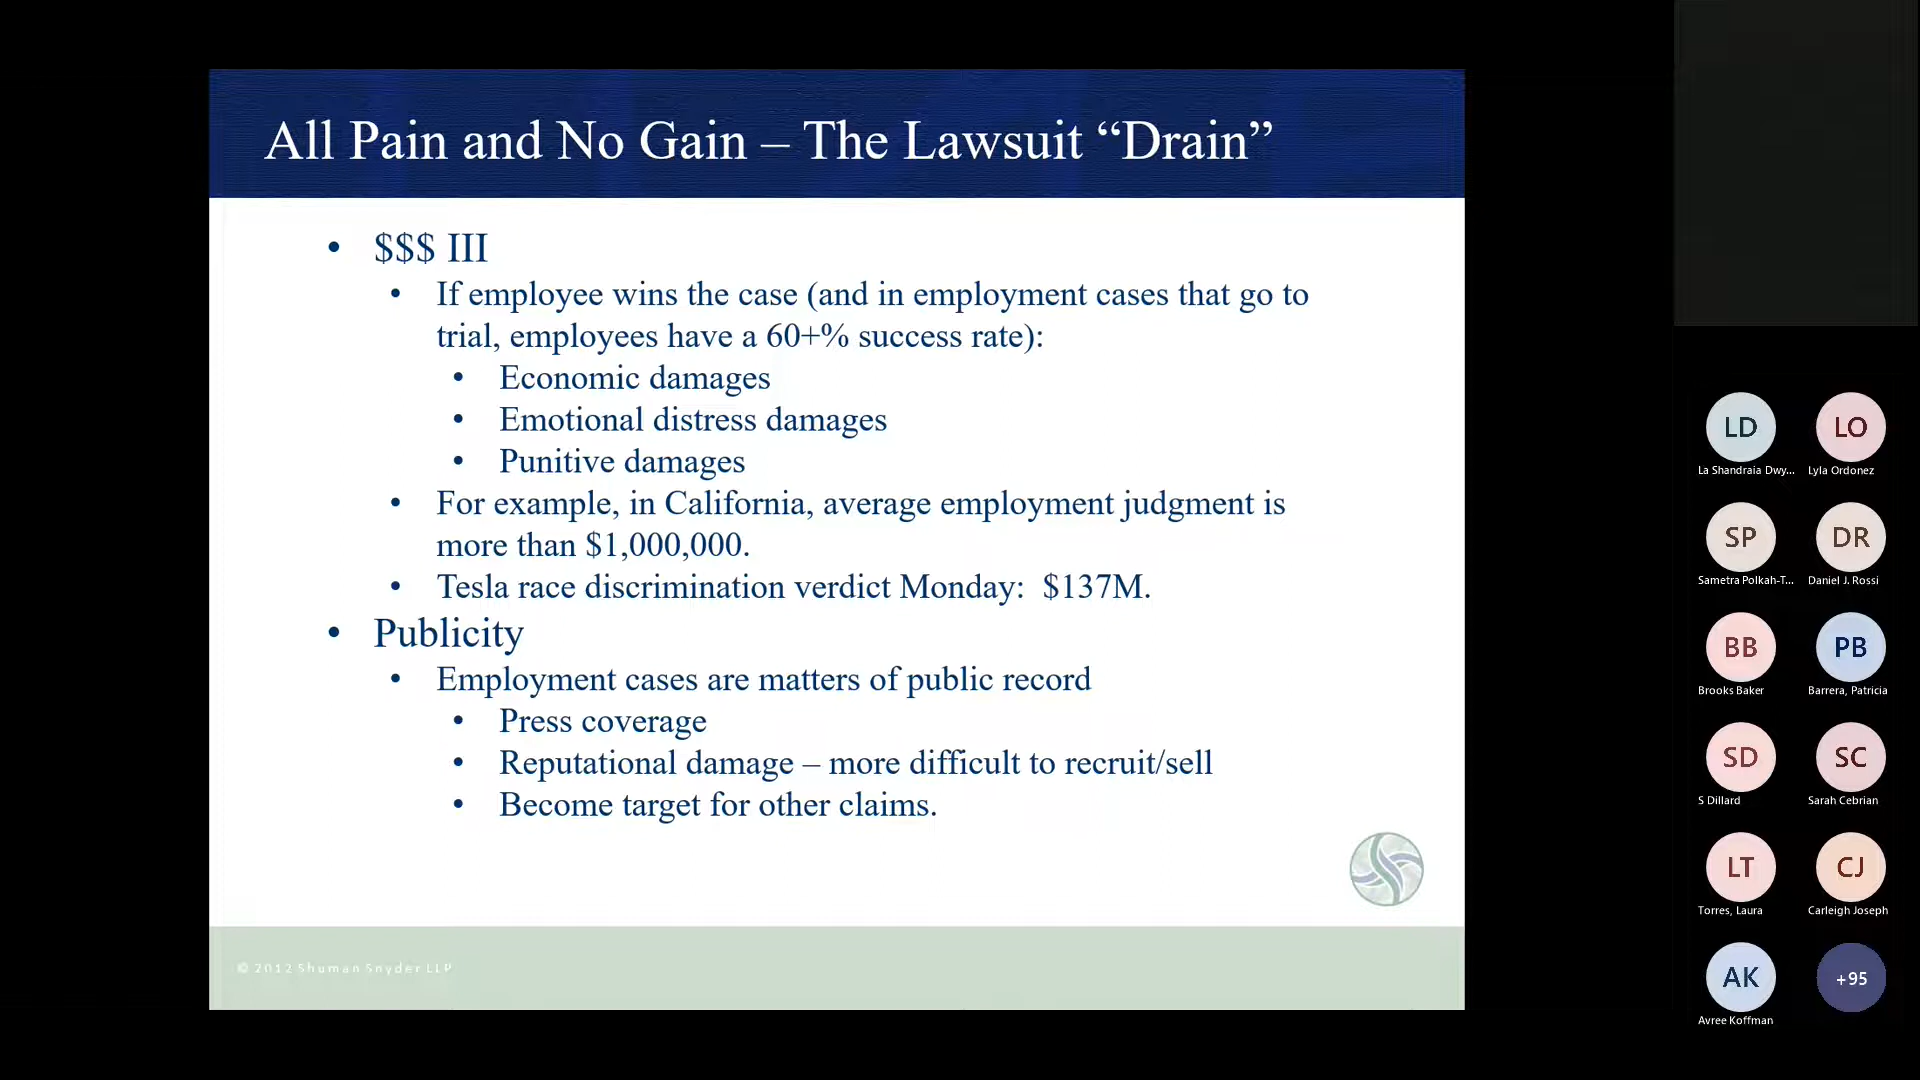 All Pain and No Gain – The Lawsuit “Drain”
• $$$ III
• If employee wins the case (and in employment cases that go to
trial, employees have a 60+% success rate):
• Economic damages
• Emotional distress damages
• Punitive damages
• For example, in California, average employment judgment is
more than $1,000,000.
• Tesla race discrimination verdict Monday:  $137M.
• Publicity
• Employment cases are matters of public record
• Press coverage
• Reputational damage – more difficult to recruit/sell
• Become target for other claims.
© 2012 Shuman Snyder LLP
LD
LO
La Shandraia Dwy...
Lyla Ordonez
SP
DR
Sametra Polkah-T...
Daniel J. Rossi
BB
PB
Brooks Baker
Barrera, Patricia
SD
SC
S Dillard
Sarah Cebrian
LT
CJ
Torres, Laura
Carleigh Joseph
AK
+95
Avree Koffman